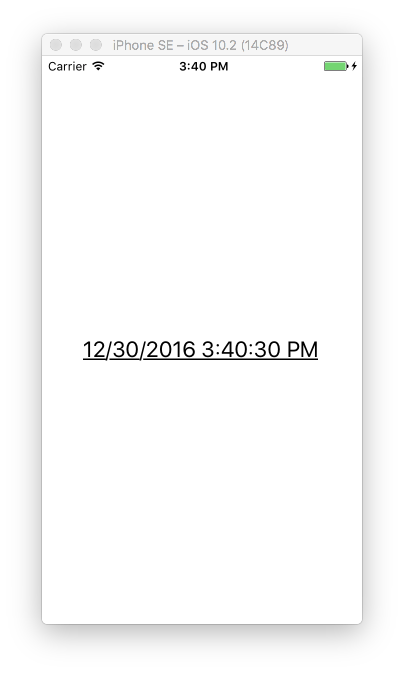 iPhone SE – iOS 10.2 (14C89)
Carrier 3:40 PM
12/30/2016 3:40:30 PM